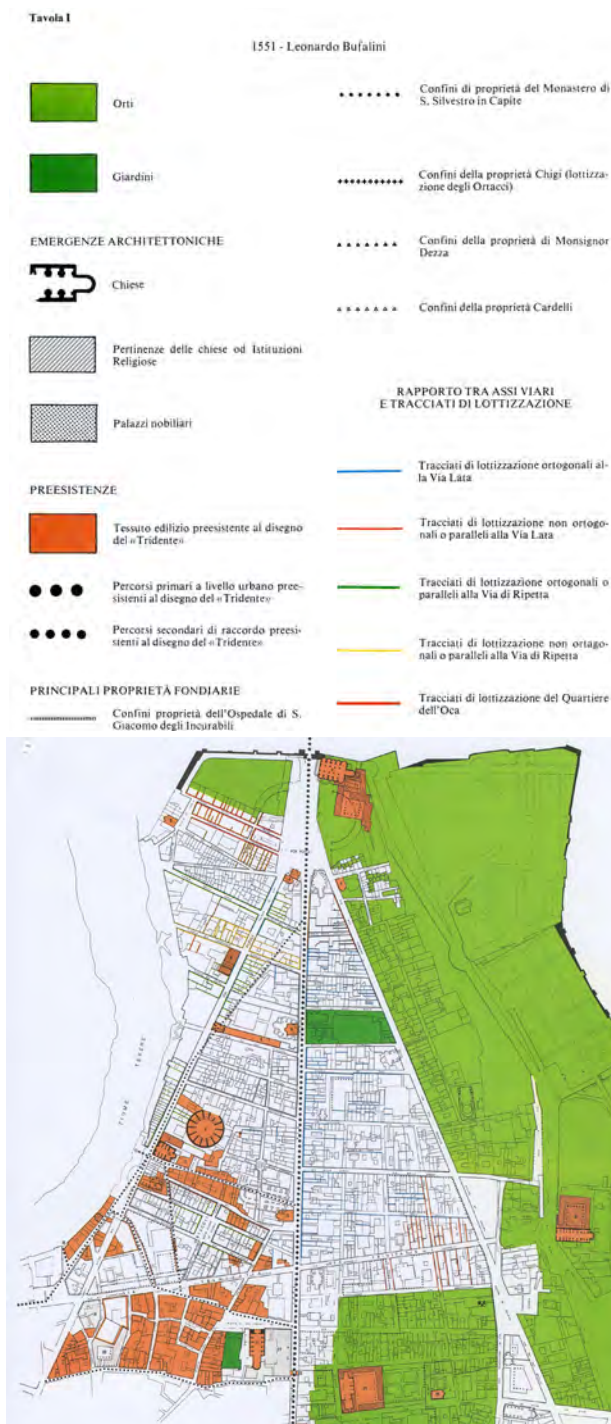 Tavola I
1551 - Leonardo Bufalini
Orti
Giardini
EMERGENZE ARCHITETTONICHE
Chiese
Pertinenze delle chiese od Istituzioni
Religiose
Palazzi nobiliari
PREESISTENZE
Tessuto edilizio preesistente al disegno
del «Tridente»
Percorsi primari a livello urbano pree-
sistenti al disegno del «Tridente»
Percorsi secondari di raccordo preesi-
stenti al disegno del «Tridente»
PRINCIPALI PROPRIETÀ FONDIARIE
Confini proprietà dell'Ospedale di S.
Giacomo degli Incurabili
Confini di proprietà del Monastero di
S. Silvestro in Capite
Confini della proprietà Chigi (lottizza-
zione degli Ortacci)
Confini della proprietà di Monsignor
Dezza
Confini della proprietà Cardelli
RAPPORTO TRA ASSI VIARI
E TRACCIATI DI LOTTIZZAZIONE
Tracciati di lottizzazione ortogonali al-
la Via Lata
Tracciati di lottizzazione non ortogo-
nali o paralleli alla Via Lata
Tracciati di lottizzazione ortogonali o
paralleli alla Via di Ripetta
Tracciati di lottizzazione non ortago-
nali o paralleli alla Via di Ripetta
Tracciati di lottizzazione del Quartiere
dell'Oca
FIUME TEVERE